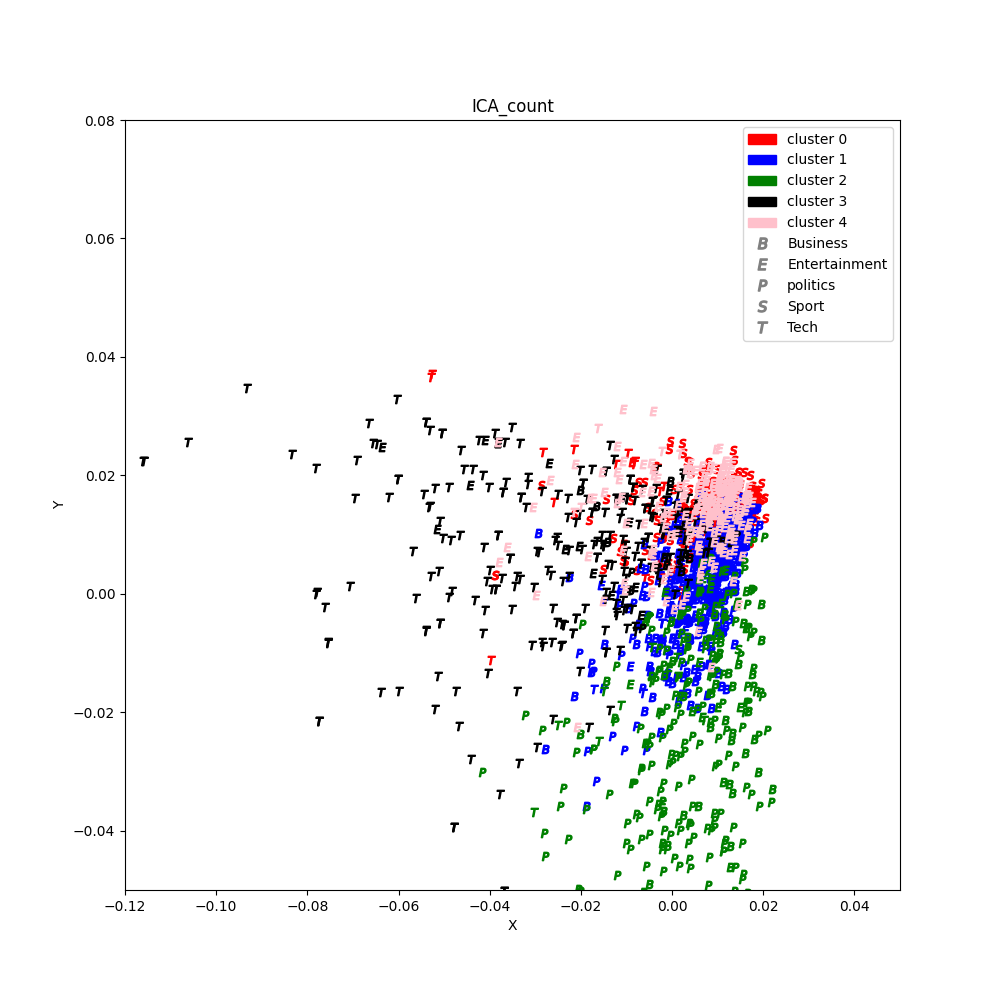 ICA_count
0.08
0.06
0.04
0.02
0.00
−0.02
−0.04
Y
cluster 0
cluster 1
cluster 2
cluster 3
cluster 4
B Business
E Entertainment
P politics
S Sport
T Tech
−0.12 −0.10 −0.08 −0.06 −0.04 −0.02 0.00 0.02 0.04
X